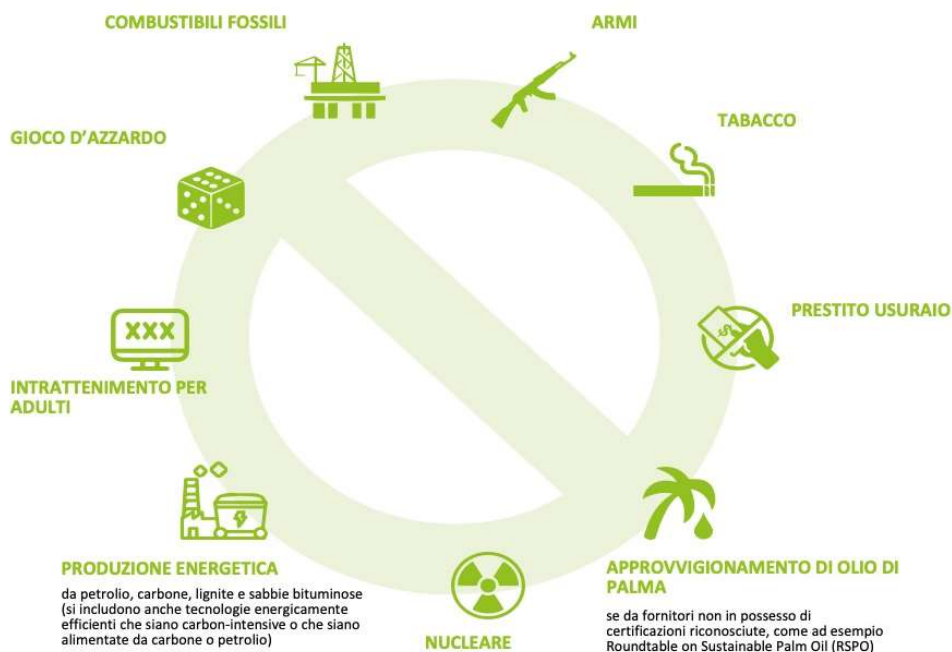 COMBUSTIBILI FOSSILI
ARMI
TABACCO
GIOCO D'AZZARDO
XXX
PRESTITO USURAIO
$
INTRATTENIMENTO PER
ADULTI
PRODUZIONE ENERGETICA
da petrolio, carbone, lignite e sabbie bituminose
(si includono anche tecnologie energicamente
efficienti che siano carbon-intensive o che siano
alimentate da carbone o petrolio)
NUCLEARE
APPROVVIGIONAMENTO DI OLIO DI
PALMA
se da fornitori non in possesso di
certificazioni riconosciute, come ad esempio
Roundtable on Sustainable Palm Oil (RSPO)